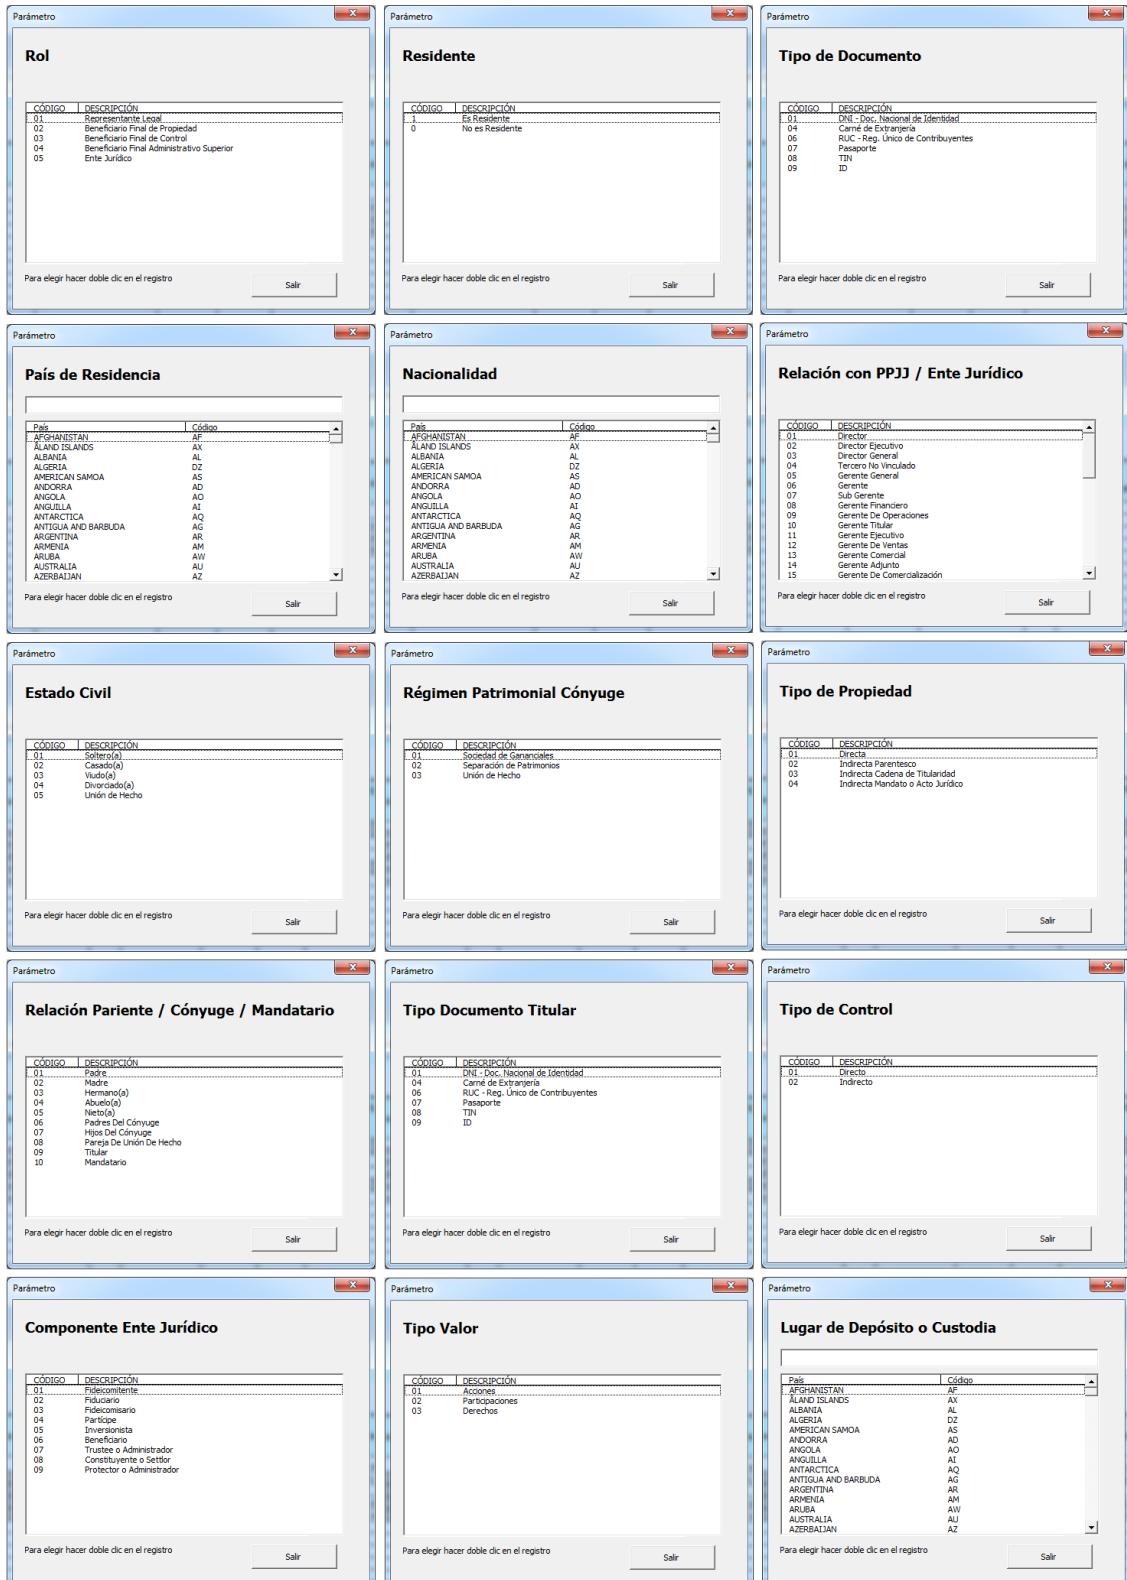 Parámetro
Rol
CÓDIGO DESCRIPCIÓN
01 Representante Legal
02 Beneficiario Final de Propiedad
03 Beneficiario Final de Control
04 Beneficiario Final Administrativo Superior
05 Ente Jurídico
Para elegir hacer doble clic en el registro
Salir
Parámetro
Residente
CÓDIGO DESCRIPCIÓN
1 Es Residente
0 No es Residente
Para elegir hacer doble clic en el registro
Salir
Parámetro
Tipo de Documento
CÓDIGO DESCRIPCIÓN
01 DNI - Doc. Nacional de Identidad
04 Carné de Extranjería
06 RUC - Reg. Único de Contribuyentes
07 Pasaporte
08 TIN
09 ID
Para elegir hacer doble clic en el registro
Salir
Parámetro
País de Residencia
País Código
AFGHANISTAN AF
ÅLAND ISLANDS AX
ALBANIA AL
ALGERIA DZ
AMERICAN SAMOA AS
ANDORRA AD
ANGOLA AO
ANGUILLA AI
ANTARCTICA AQ
ANTIGUA AND BARBUDA AG
ARGENTINA AR
ARMENIA AM
ARUBA AW
AUSTRALIA AU
AZERBAIJAN AZ
Para elegir hacer doble clic en el registro
Salir
Parámetro
Nacionalidad
País Código
AFGHANISTAN AF
ÅLAND ISLANDS AX
ALBANIA AL
ALGERIA DZ
AMERICAN SAMOA AS
ANDORRA AD
ANGOLA AO
ANGUILLA AI
ANTARCTICA AQ
ANTIGUA AND BARBUDA AG
ARGENTINA AR
ARMENIA AM
ARUBA AW
AUSTRALIA AU
AZERBAIJAN AZ
Para elegir hacer doble clic en el registro
Salir
Parámetro
Relación con PPJJ / Ente Jurídico
CÓDIGO DESCRIPCIÓN
01 Director
02 Director Ejecutivo
03 Director General
04 Tercero No Vinculado
05 Gerente General
06 Gerente
07 Sub Gerente
08 Gerente Financiero
09 Gerente De Operaciones
10 Gerente Titular
11 Gerente Ejecutivo
12 Gerente De Ventas
13 Gerente Comercial
14 Gerente Adjunto
15 Gerente De Comercialización
Para elegir hacer doble clic en el registro
Salir
Parámetro
Estado Civil
CÓDIGO DESCRIPCIÓN
01 Soltero(a)
02 Casado(a)
03 Viudo(a)
04 Divorciado(a)
05 Unión de Hecho
Para elegir hacer doble clic en el registro
Salir
Parámetro
Régimen Patrimonial Cónyuge
CÓDIGO DESCRIPCIÓN
01 Sociedad de Gananciales
02 Separación de Patrimonios
03 Unión de Hecho
Para elegir hacer doble clic en el registro
Salir
Parámetro
Tipo de Propiedad
CÓDIGO DESCRIPCIÓN
01 Directa
02 Indirecta Parentesco
03 Indirecta Cadena de Titularidad
04 Indirecta Mandato o Acto Jurídico
Para elegir hacer doble clic en el registro
Salir
Parámetro
Relación Pariente / Cónyuge / Mandatario
CÓDIGO DESCRIPCIÓN
01 Padre
02 Madre
03 Hermano(a)
04 Abuelo(a)
05 Nieto(a)
06 Padres Del Cónyuge
07 Hijos Del Cónyuge
08 Pareja De Unión De Hecho
09 Titular
10 Mandatario
Para elegir hacer doble clic en el registro
Salir
Parámetro
Tipo Documento Titular
CÓDIGO DESCRIPCIÓN
01 DNI - Doc. Nacional de Identidad
04 Carné de Extranjería
06 RUC - Reg. Único de Contribuyentes
07 Pasaporte
08 TIN
09 ID
Para elegir hacer doble clic en el registro
Salir
Parámetro
Tipo de Control
CÓDIGO DESCRIPCIÓN
01 Directo
02 Indirecto
Para elegir hacer doble clic en el registro
Salir
Parámetro
Componente Ente Jurídico
CÓDIGO DESCRIPCIÓN
01 Fideicomitente
02 Fiduciario
03 Fideicomisario
04 Partícipe
05 Inversionista
06 Beneficiario
07 Trustee o Administrador
08 Constituyente o Settlor
09 Protector o Administrador
Para elegir hacer doble clic en el registro
Salir
Parámetro
Tipo Valor
CÓDIGO DESCRIPCIÓN
01 Acciones
02 Participaciones
03 Derechos
Para elegir hacer doble clic en el registro
Salir
Parámetro
Lugar de Depósito o Custodia
País Código
AFGHANISTAN AF
ÅLAND ISLANDS AX
ALBANIA AL
ALGERIA DZ
AMERICAN SAMOA AS
ANDORRA AD
ANGOLA AO
ANGUILLA AI
ANTARCTICA AQ
ANTIGUA AND BARBUDA AG
ARGENTINA AR
ARMENIA AM
ARUBA AW
AUSTRALIA AU
AZERBAIJAN AZ
Para elegir hacer doble clic en el registro
Salir